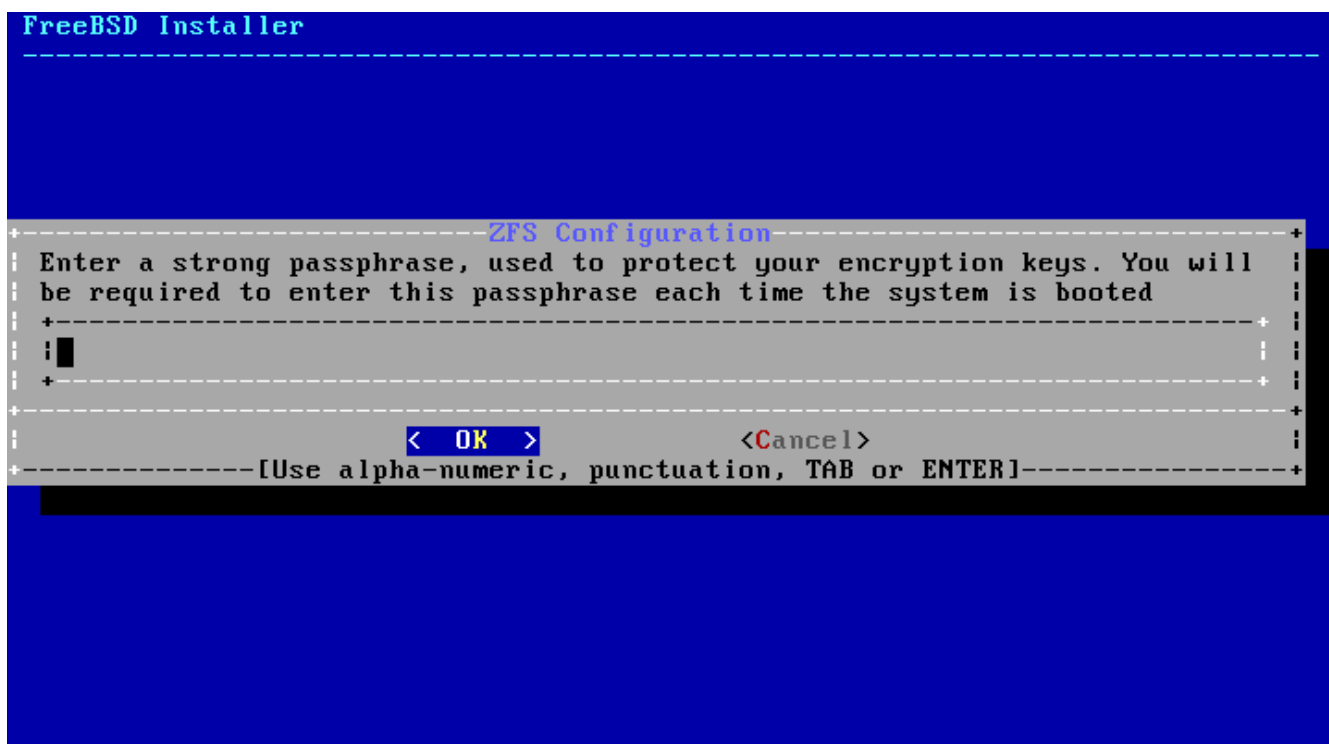 FreeBSD Installer
ZFS Configuration
Enter a strong passphrase, used to protect your encryption keys. You will
be required to enter this passphrase each time the system is booted
< OK > <Cancel>
[Use alpha-numeric, punctuation, TAB or ENTER]